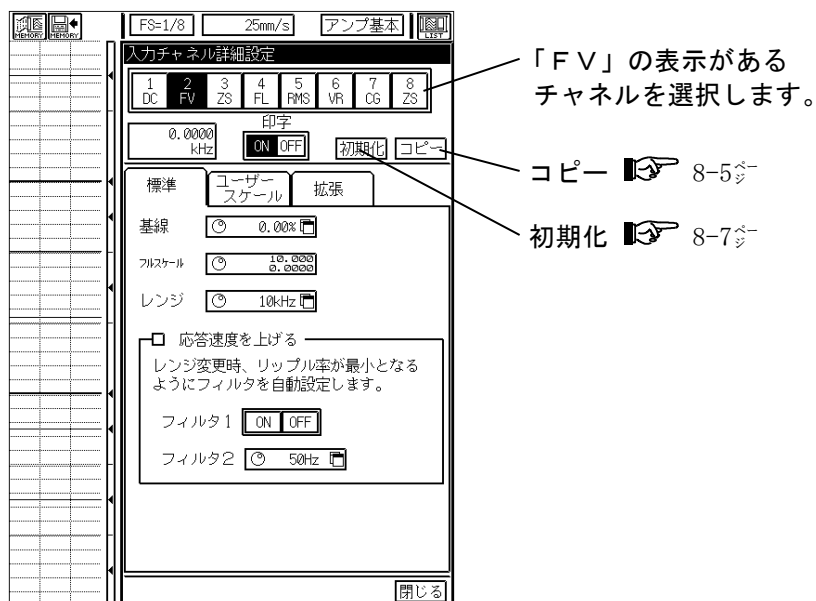 MEMORY MEMORY FS=1/8 25mm/s アンプ基本 LIST
入力チャネル詳細設定
1 2 3 4 5 6 7 8
DC FV ZS FL RMS VR CG ZS
「FV」の表示がある
チャネルを選択します。
印字
0.0000
kHz
ON OFF 初期化 コピー
コピー 8-5ページ
初期化 8-7ページ
標準 ユーザースケール 拡張
基線 0.00%
フルスケール 10.000
0.0000
レンジ 10kHz
応答速度を上げる
レンジ変更時、リップル率が最小となる
ようにフィルタを自動設定します。
フィルタ1 ON OFF
フィルタ2 50Hz
閉じる